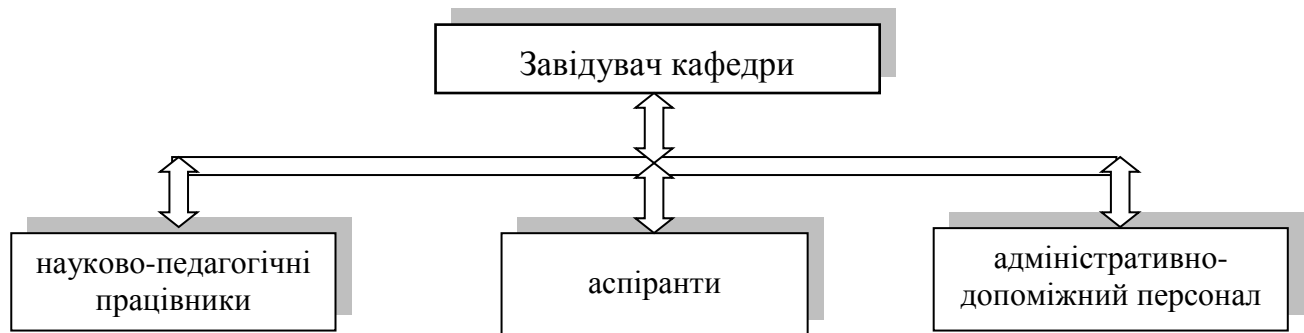 Завідувач кафедри
науково-педагогічні
працівники
аспіранти
адміністративно-
допоміжний персонал